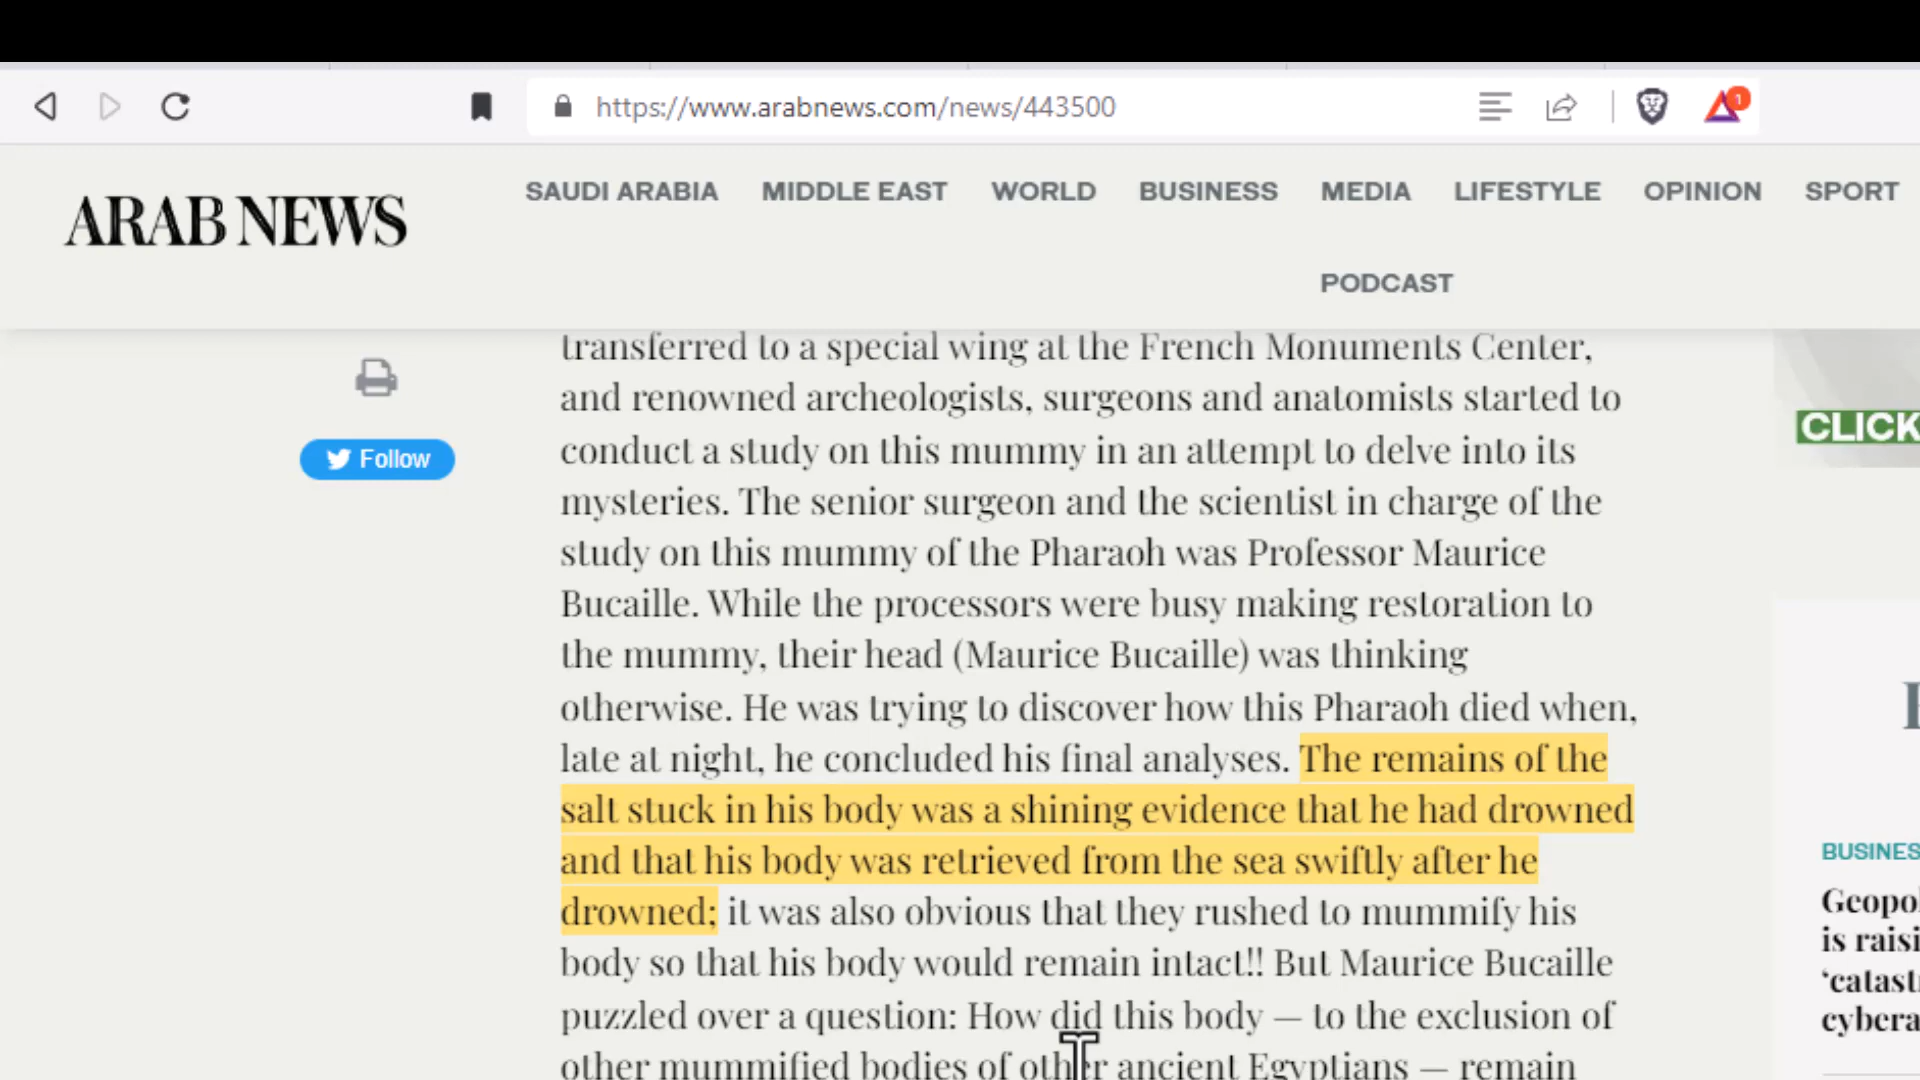 https://www.arabnews.com/news/443500
1
ARAB NEWS
SAUDI ARABIA MIDDLE EAST WORLD BUSINESS MEDIA LIFESTYLE OPINION SPORT
PODCAST
Follow
transferred to a special wing at the French Monuments Center,
and renowned archeologists, surgeons and anatomists started to
conduct a study on this mummy in an attempt to delve into its
mysteries. The senior surgeon and the scientist in charge of the
study on this mummy of the Pharaoh was Professor Maurice
Bucaille. While the processors were busy making restoration to
the mummy, their head (Maurice Bucaille) was thinking
otherwise. He was trying to discover how this Pharaoh died when,
late at night, he concluded his final analyses. The remains of the
salt stuck in his body was a shining evidence that he had drowned
and that his body was retrieved from the sea swiftly after he
drowned; it was also obvious that they rushed to mummify his
body so that his body would remain intact!! But Maurice Bucaille
puzzled over a question: How did this body — to the exclusion of
other mummified bodies of other ancient Egyptians — remain
CLICK
BUSINES
Geopol
is raisi
‘catast
cybera